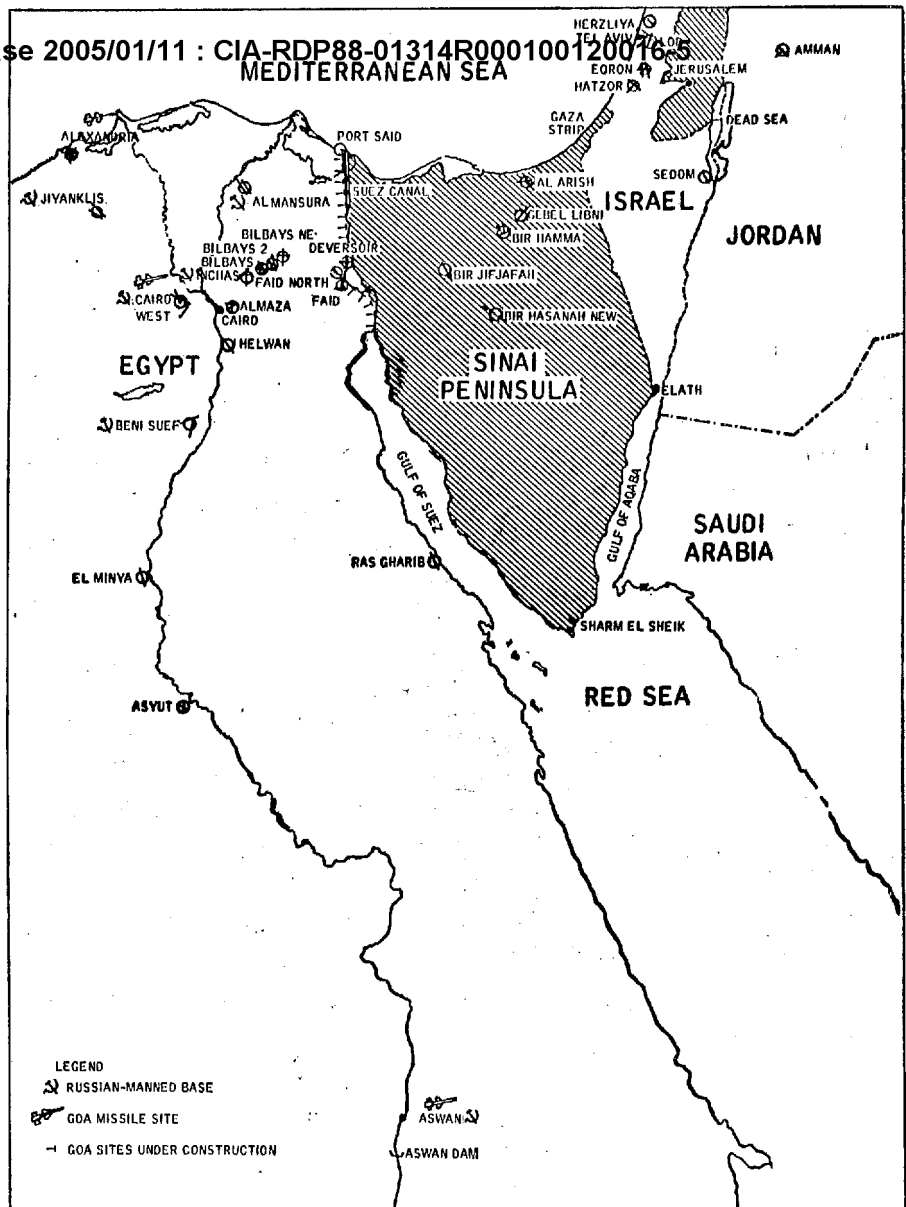 se 2005/01/11 : CIA-RDP88-01314R000100120016-5
MEDITERRANEAN SEA
HERZLIYA
TEL AVIV
LOD
AMMAN
EQRON
JERUSALEM
HATZOR
GAZA
STRIP
DEAD SEA
ALAXANDRIA
PORT SAID
SUEZ CANAL
AL ARISH
SEDOM
ISRAEL
JIYANKLIS
AL MANSURA
GEBEL LIBNI
BILBAYS NE
BIR HAMMA
JORDAN
BILBAYS 2
DEVERSOIR
BILBAYS
INCHAS
FAID NORTH
BIR JIFJAFAH
FAID
CAIRO
WEST
ALMAZA
CAIRO
BIR HASANAH NEW
HELWAN
EGYPT
SINAI
PENINSULA
ELATH
BENI SUEF
GULF OF SUEZ
GULF OF AQABA
SAUDI
ARABIA
RAS GHARIB
EL MINYA
SHARM EL SHEIK
RED SEA
ASYUT
LEGEND
RUSSIAN-MANNED BASE
GOA MISSILE SITE
GOA SITES UNDER CONSTRUCTION
ASWAN
ASWAN DAM